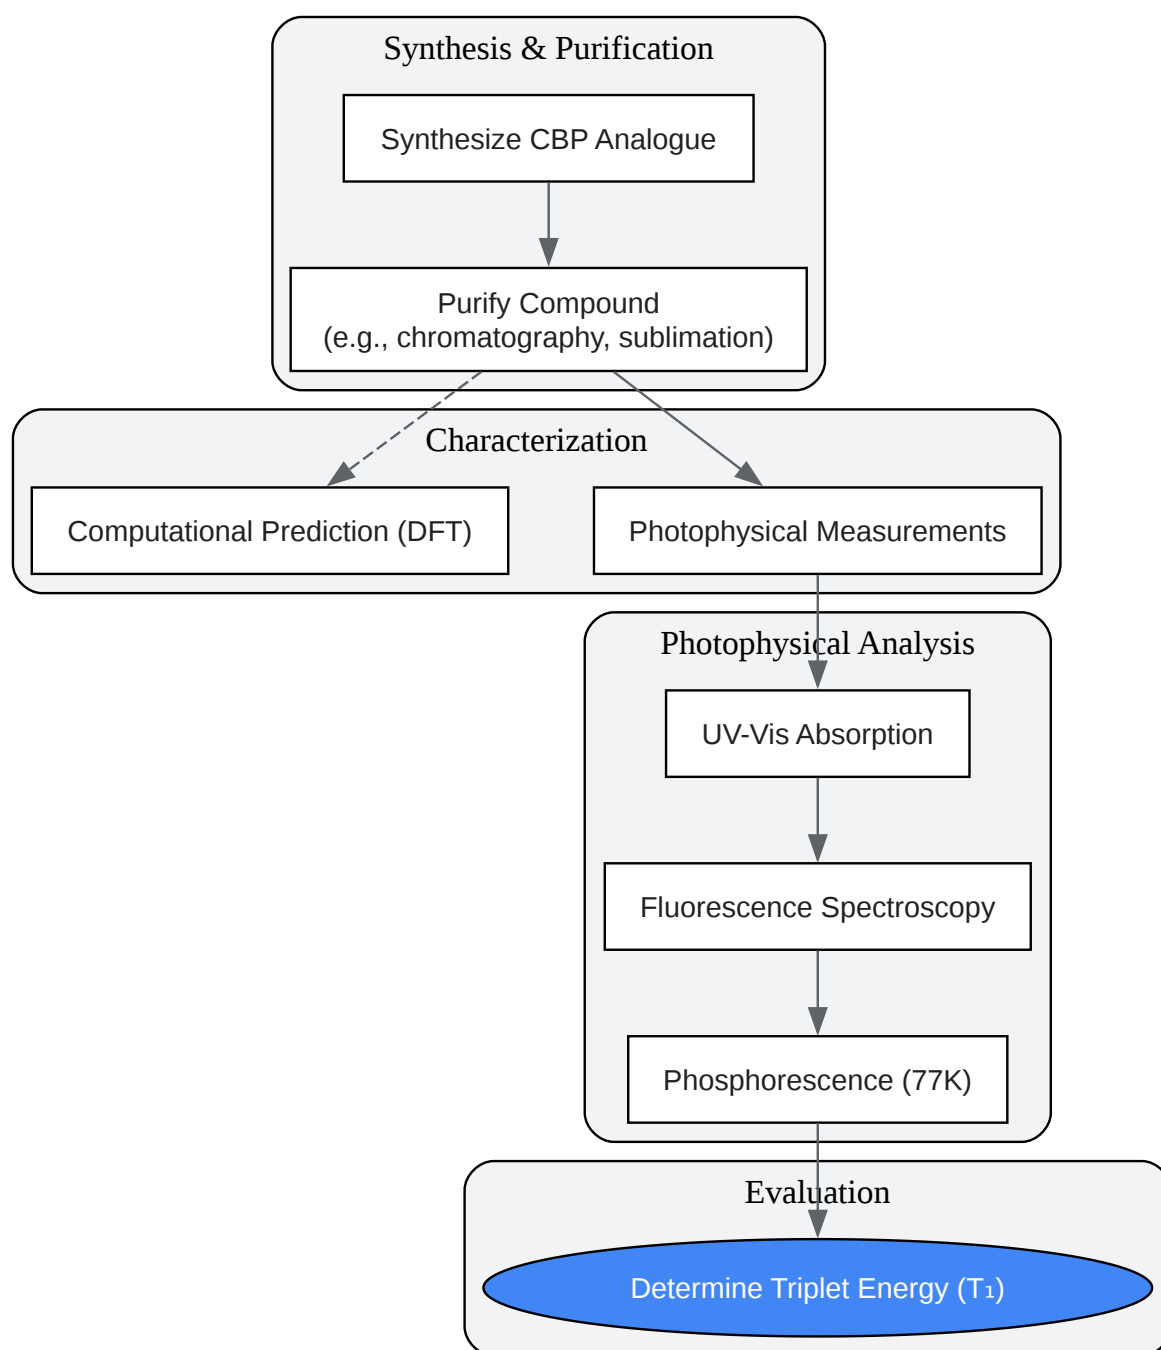 Synthesis & Purification
Synthesize CBP Analogue
Purify Compound
(e.g., chromatography, sublimation)
Characterization
Computational Prediction (DFT)
Photophysical Measurements
Photophysical Analysis
UV-Vis Absorption
Fluorescence Spectroscopy
Phosphorescence (77K)
Evaluation
Determine Triplet Energy (T₁)